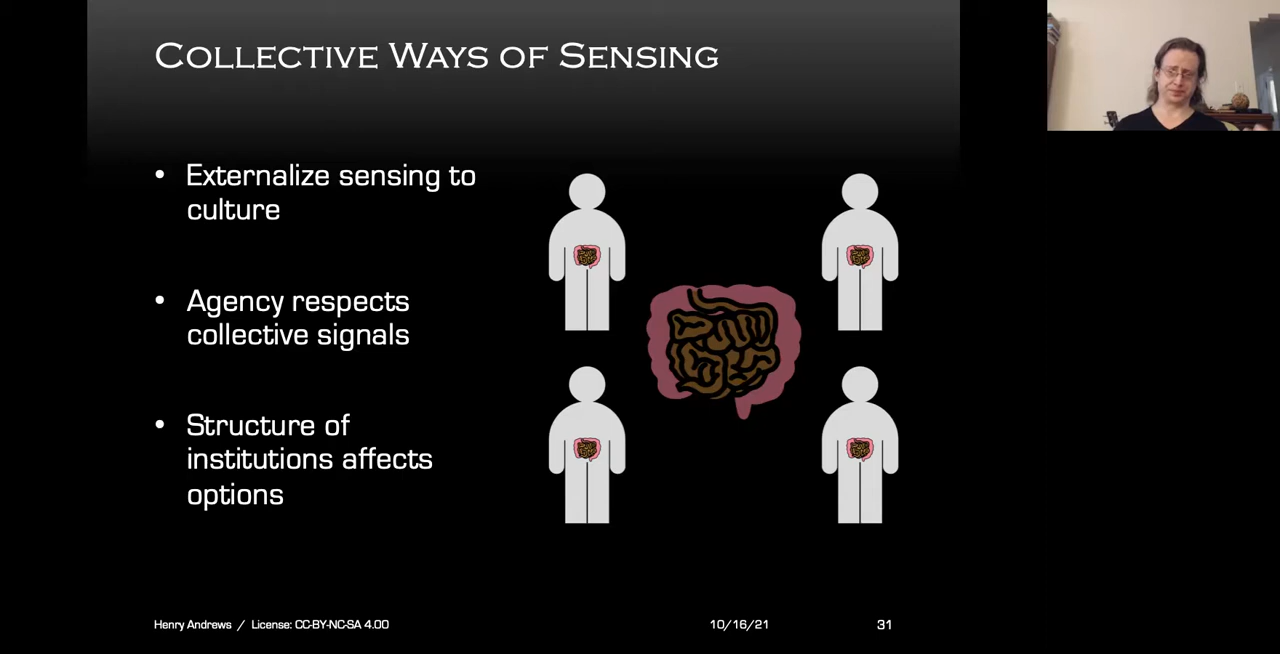 Collective Ways of Sensing
• Externalize sensing to
culture
• Agency respects
collective signals
• Structure of
institutions affects
options
Henry Andrews / License: CC-BY-NC-SA 4.00
10/16/21
31